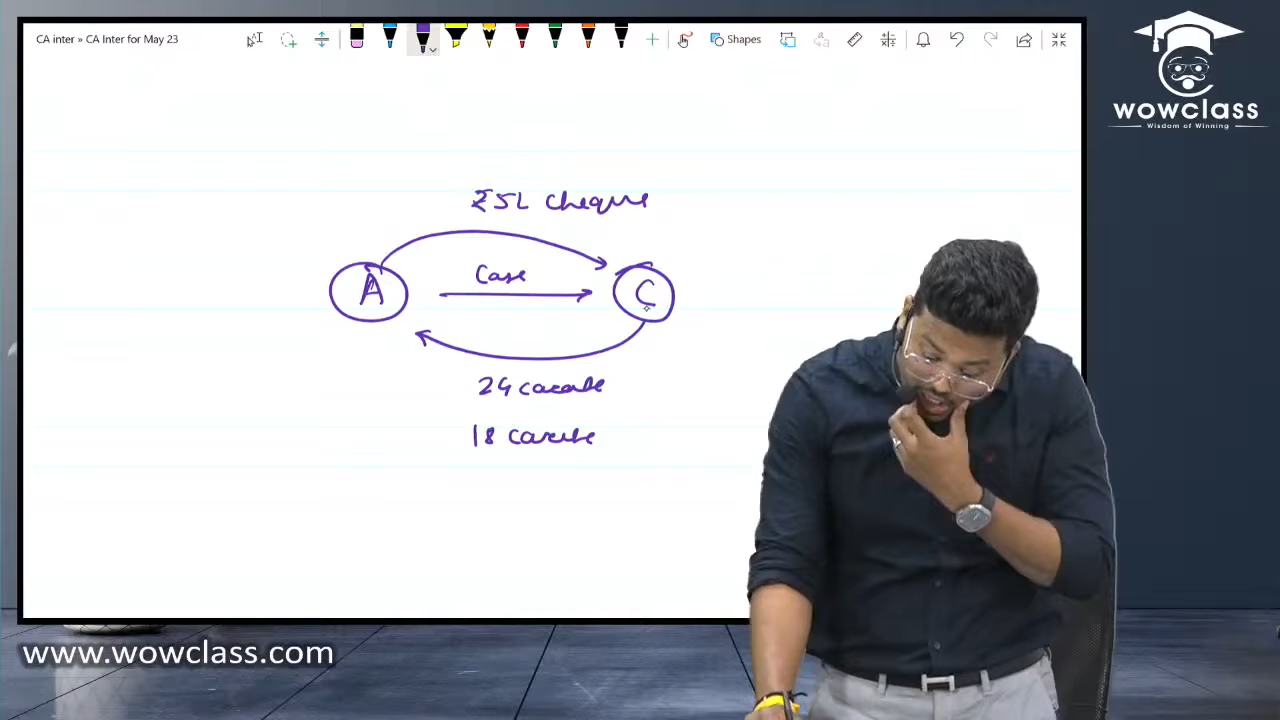 CA inter » CA Inter for May 23
Shapes
wowclass
Wisdom of Winning
₹5L cheque
A
Case
C
24 carate
18 carate
www.wowclass.com